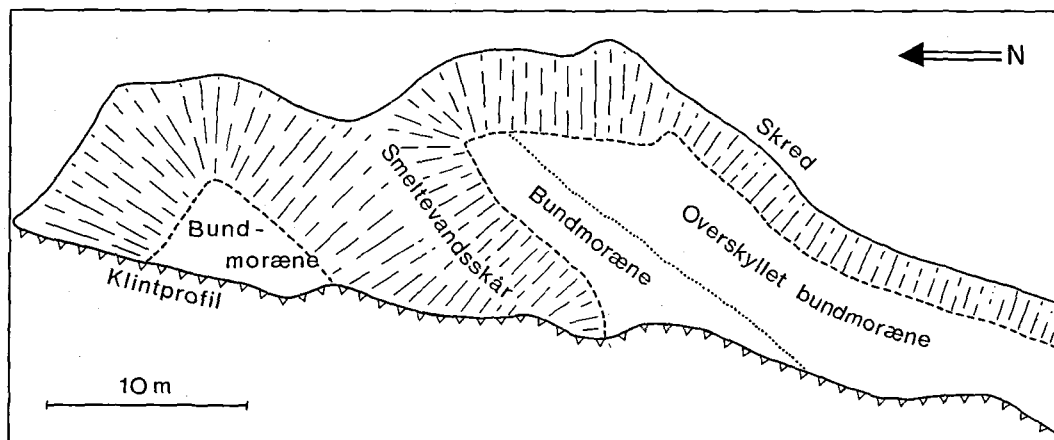 N
Skred
Smeltevandsskår
Bundmoræne
Overskyllet bundmoræne
Bund-
moræne
Klintprofil
10 m